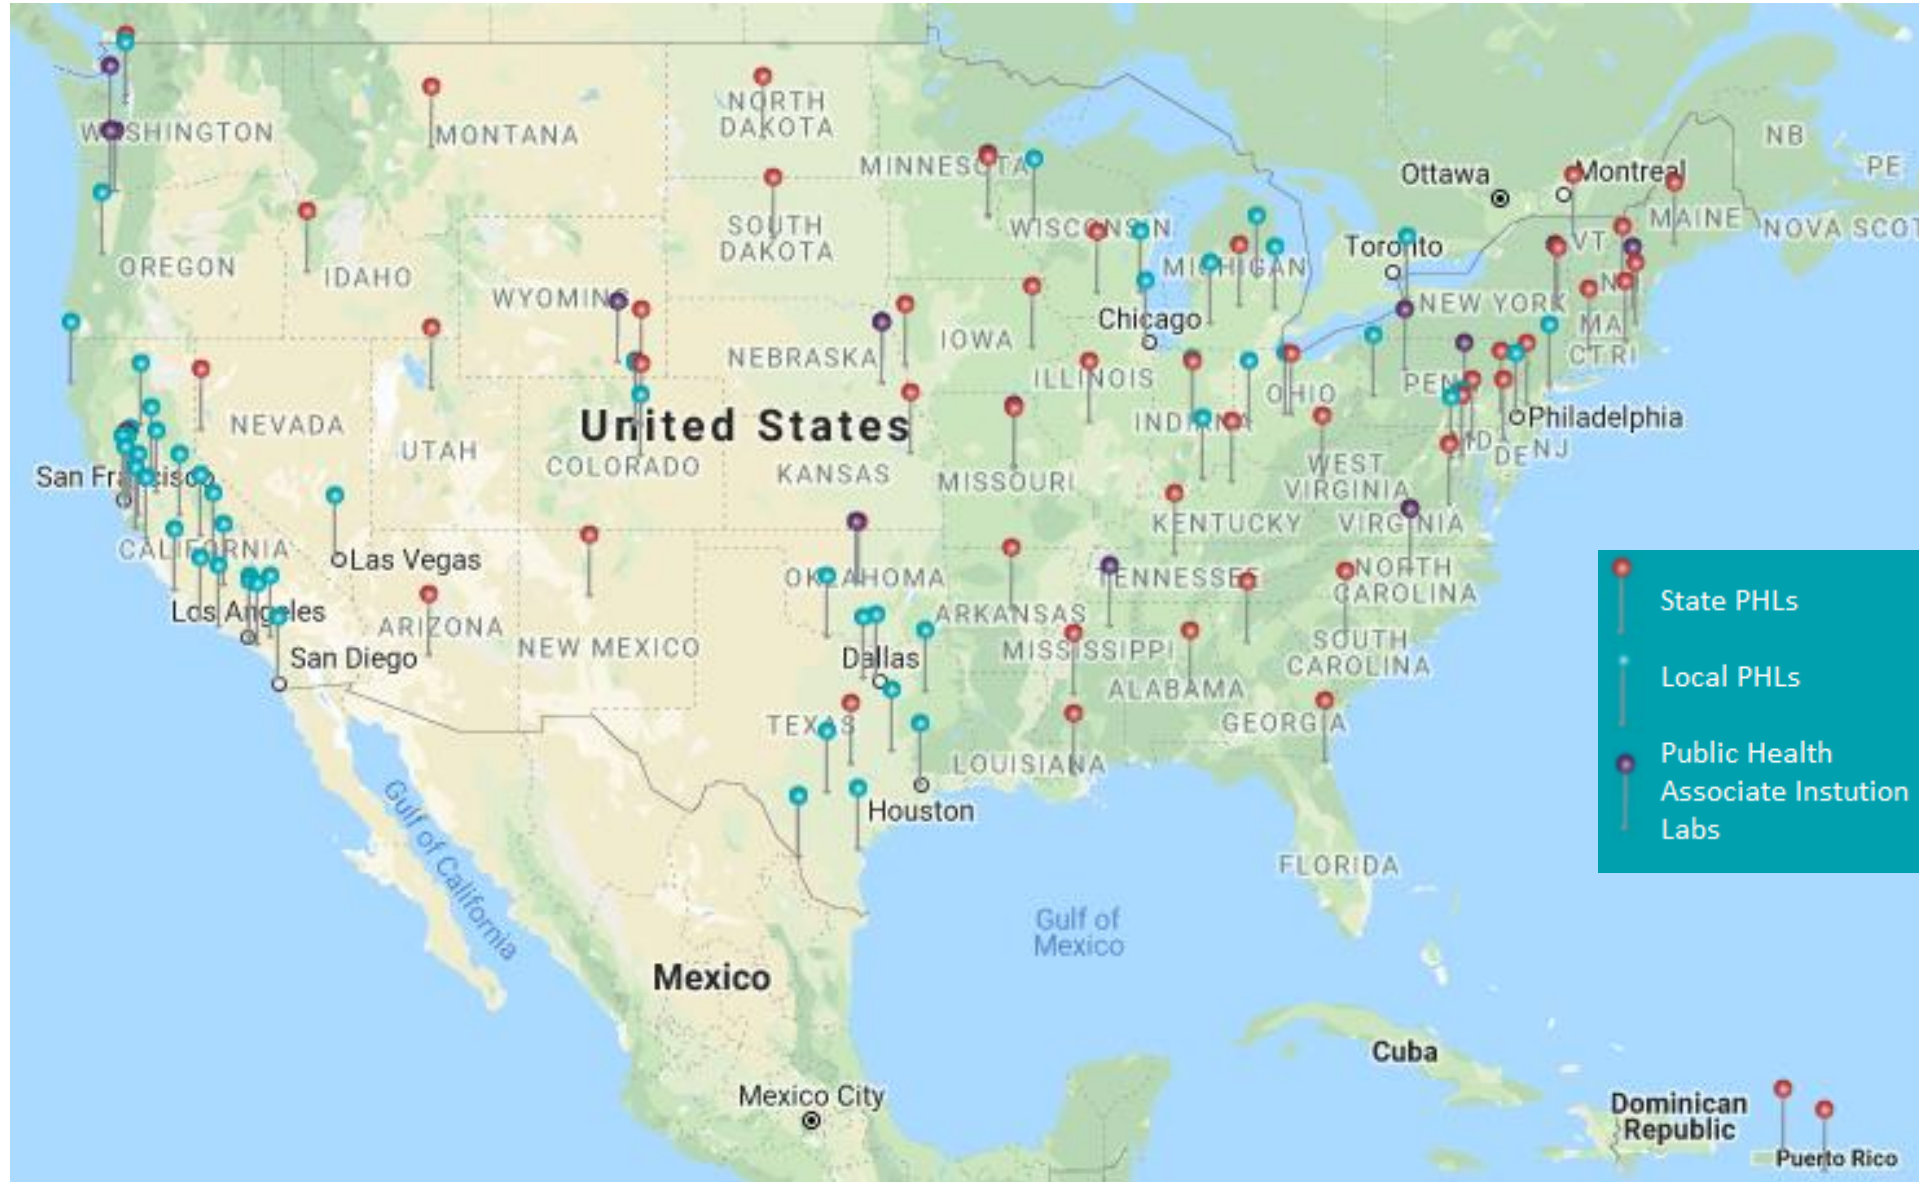 NORTH
DAKOTA
WASHINGTON
MONTANA
MINNESOTA
Ottawa
Montreal
NB
PE
MAINE
NOVA SCOT
SOUTH
DAKOTA
WISCONSIN
Toronto
VT
OREGON
IDAHO
MICHIGAN
WYOMING
NEW YORK
N
Chicago
MA
IOWA
NEBRASKA
CT RI
ILLINOIS
OHIO
PENN
United States
NEVADA
INDIANA
Philadelphia
UTAH
COLORADO
KANSAS
MD
DE NJ
San Francisco
MISSOURI
WEST
VIRGINIA
KENTUCKY
VIRGINIA
CALIFORNIA
Las Vegas
OKLAHOMA
TENNESSEE
NORTH
CAROLINA
Los Angeles
ARIZONA
ARKANSAS
NEW MEXICO
San Diego
Dallas
MISSISSIPPI
SOUTH
CAROLINA
ALABAMA
TEXAS
GEORGIA
LOUISIANA
Houston
Gulf of California
FLORIDA
Gulf of
Mexico
Mexico
Cuba
Mexico City
Dominican
Republic
Puerto Rico
State PHLs
Local PHLs
Public Health
Associate Instution
Labs